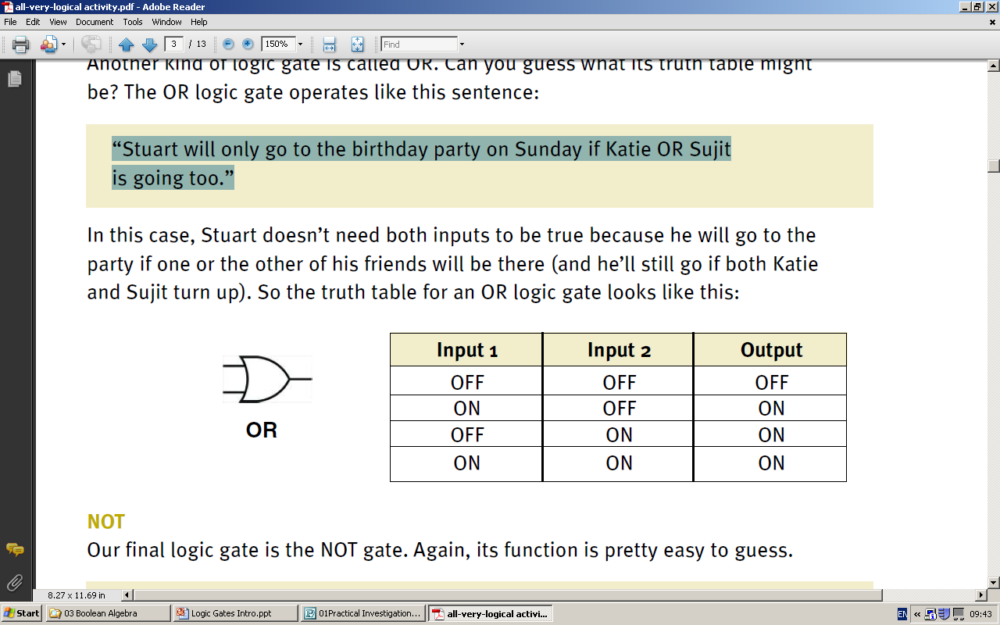 all-very-logical activity.pdf - Adobe Reader
File Edit View Document Tools Window Help
3 / 13 150% Find
Another kind of logic gate is called OR. Can you guess what its truth table might
be? The OR logic gate operates like this sentence:
“Stuart will only go to the birthday party on Sunday if Katie OR Sujit
is going too.”
In this case, Stuart doesn’t need both inputs to be true because he will go to the
party if one or the other of his friends will be there (and he’ll still go if both Katie
and Sujit turn up). So the truth table for an OR logic gate looks like this:
OR
Input 1 Input 2 Output
OFF OFF OFF
ON OFF ON
OFF ON ON
ON ON ON
NOT
Our final logic gate is the NOT gate. Again, its function is pretty easy to guess.
8.27 x 11.69 in
Start 03 Boolean Algebra Logic Gates Intro.ppt 01Practical Investigation... all-very-logical activi... EN « 09:43